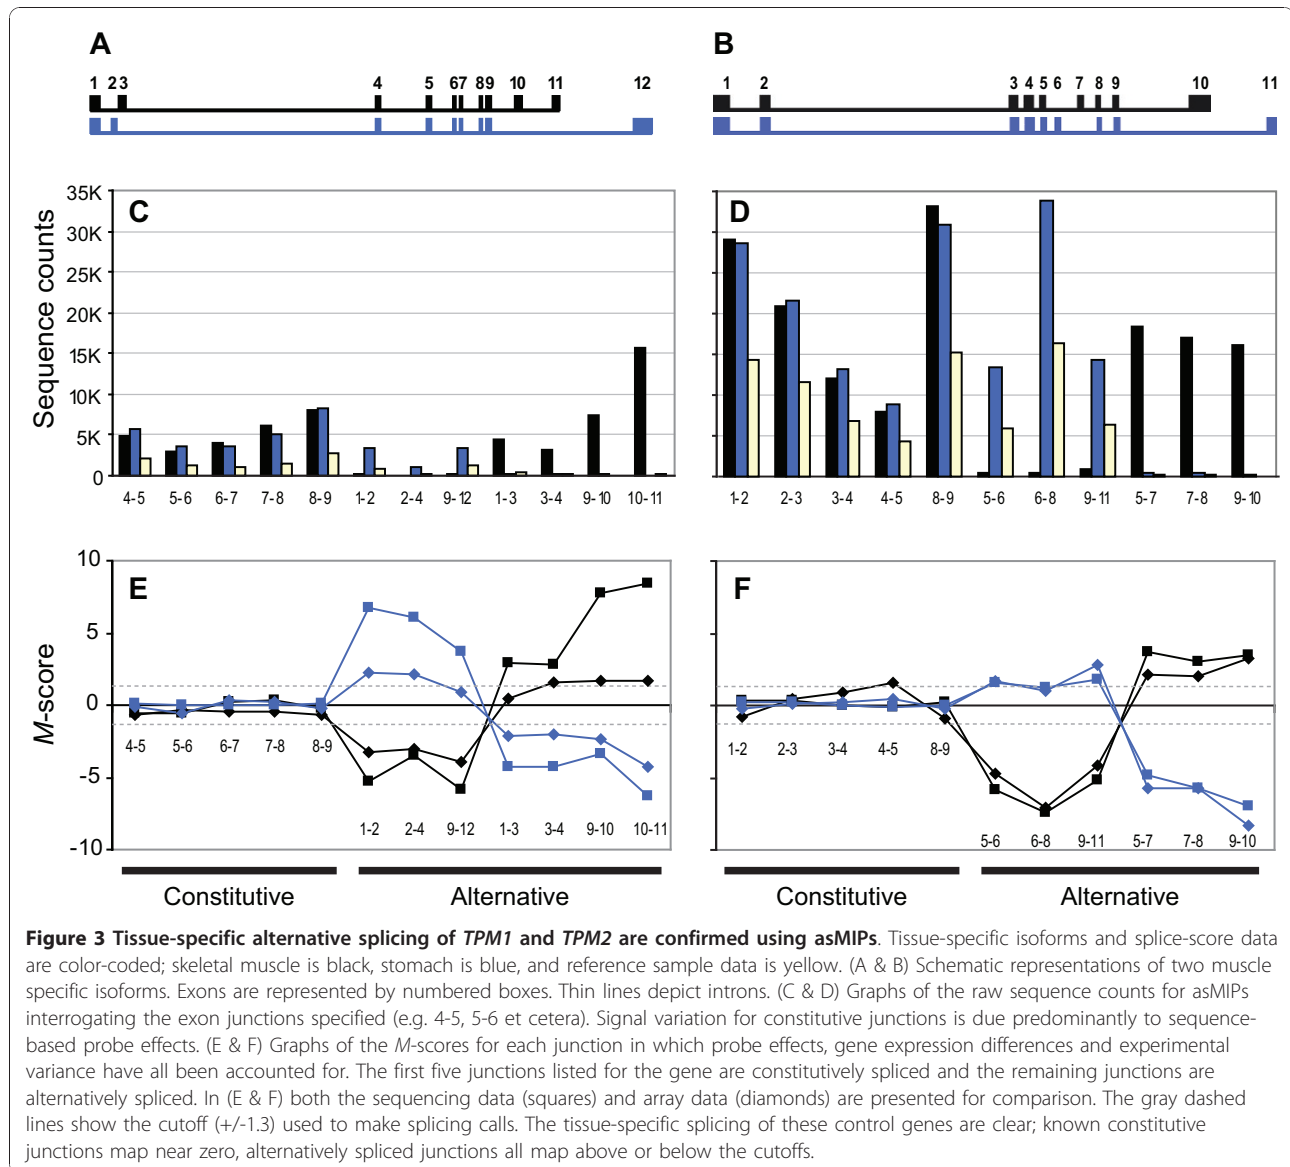 A
B
1 2 3 4 5 6 7 8 9 10 11 12
1 2 3 4 5 6 7 8 9 10 11
C
D
Sequence counts
35K
30K
25K
20K
15K
10K
5K
0
4-5 5-6 6-7 7-8 8-9 1-2 2-4 9-12 1-3 3-4 9-10 10-11
1-2 2-3 3-4 4-5 8-9 5-6 6-8 9-11 5-7 7-8 9-10
E
F
M-score
10
5
0
-5
-10
4-5 5-6 6-7 7-8 8-9
1-2 2-4 9-12 1-3 3-4 9-10 10-11
1-2 2-3 3-4 4-5 8-9
5-6 6-8 9-11 5-7 7-8 9-10
Constitutive Alternative
Constitutive Alternative
Figure 3 Tissue-specific alternative splicing of TPM1 and TPM2 are confirmed using asMIPs. Tissue-specific isoforms and splice-score data
are color-coded; skeletal muscle is black, stomach is blue, and reference sample data is yellow. (A & B) Schematic representations of two muscle
specific isoforms. Exons are represented by numbered boxes. Thin lines depict introns. (C & D) Graphs of the raw sequence counts for asMIPs
interrogating the exon junctions specified (e.g. 4-5, 5-6 et cetera). Signal variation for constitutive junctions is due predominantly to sequence-
based probe effects. (E & F) Graphs of the M-scores for each junction in which probe effects, gene expression differences and experimental
variance have all been accounted for. The first five junctions listed for the gene are constitutively spliced and the remaining junctions are
alternatively spliced. In (E & F) both the sequencing data (squares) and array data (diamonds) are presented for comparison. The gray dashed
lines show the cutoff (+/-1.3) used to make splicing calls. The tissue-specific splicing of these control genes are clear; known constitutive
junctions map near zero, alternatively spliced junctions all map above or below the cutoffs.